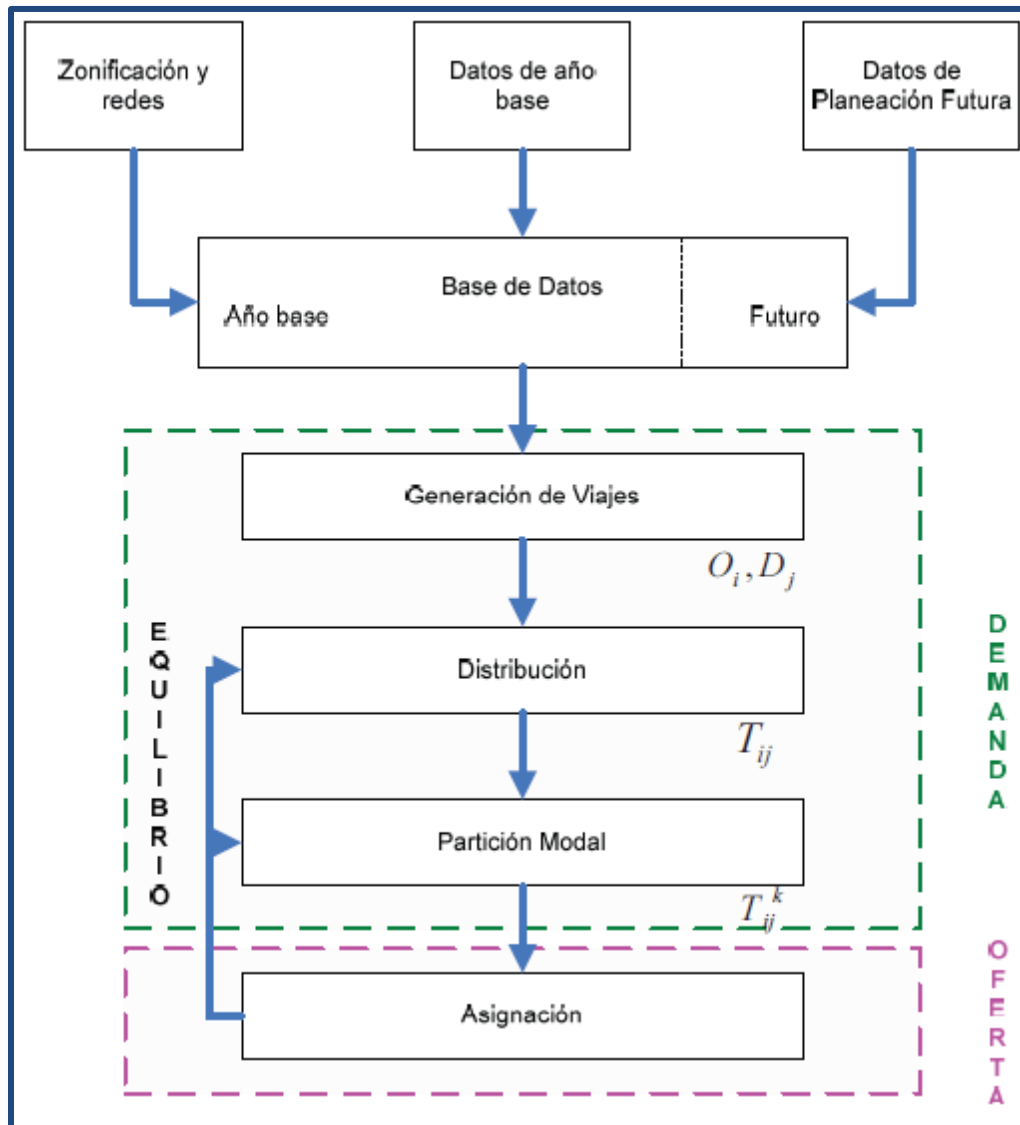 Zonificación y
redes
Datos de año
base
Datos de
Planeación Futura
Base de Datos
Año base
Futuro
Generación de Viajes
O_i, D_j
Distribución
T_ij
Partición Modal
T_ij^k
Asignación
EQUILIBRIO
DEMANDA
OFERTA